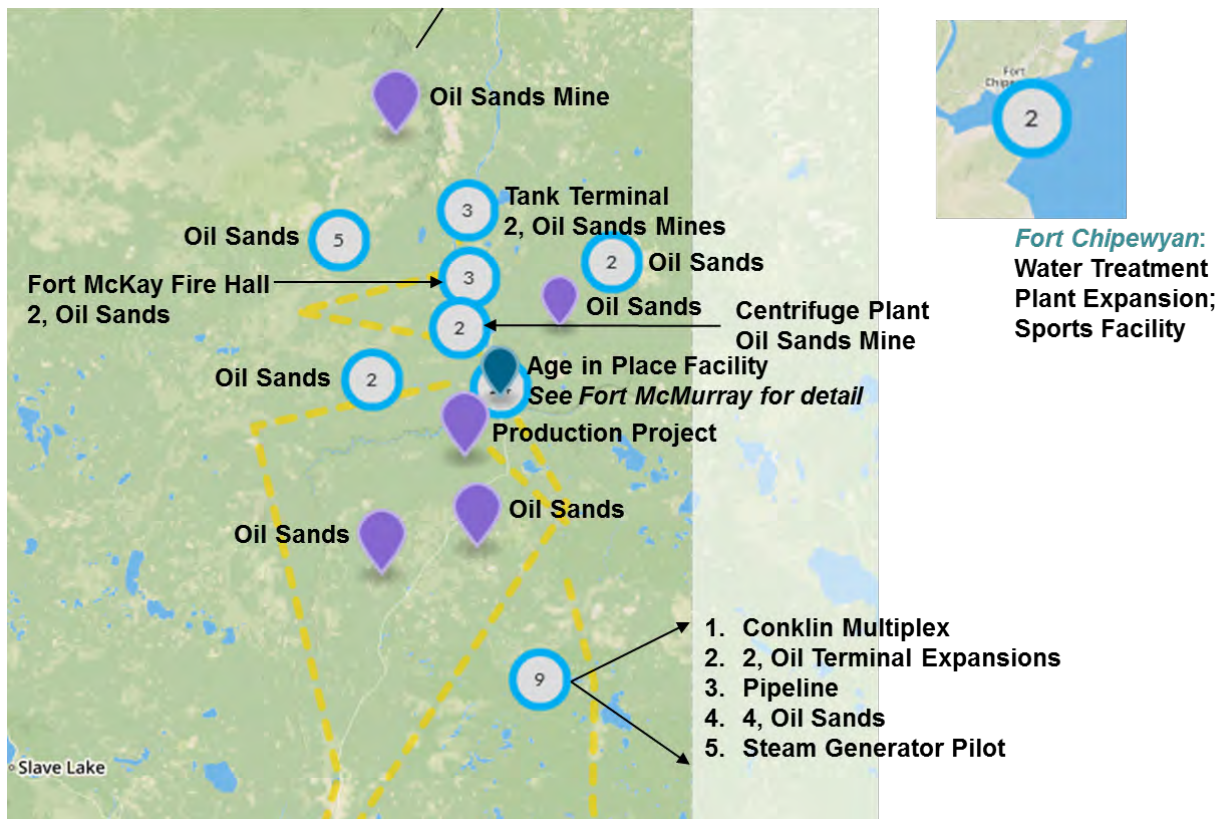 Oil Sands Mine
3
Tank Terminal
2, Oil Sands Mines
Oil Sands
5
2
Oil Sands
Fort McKay Fire Hall
2, Oil Sands
3
Oil Sands
2
Centrifuge Plant
Oil Sands Mine
Oil Sands
2
Age in Place Facility
See Fort McMurray for detail
Production Project
Oil Sands
Oil Sands
9
1. Conklin Multiplex
2. 2, Oil Terminal Expansions
3. Pipeline
4. 4, Oil Sands
5. Steam Generator Pilot
Slave Lake
Fort
2
Fort Chipewyan:
Water Treatment
Plant Expansion;
Sports Facility